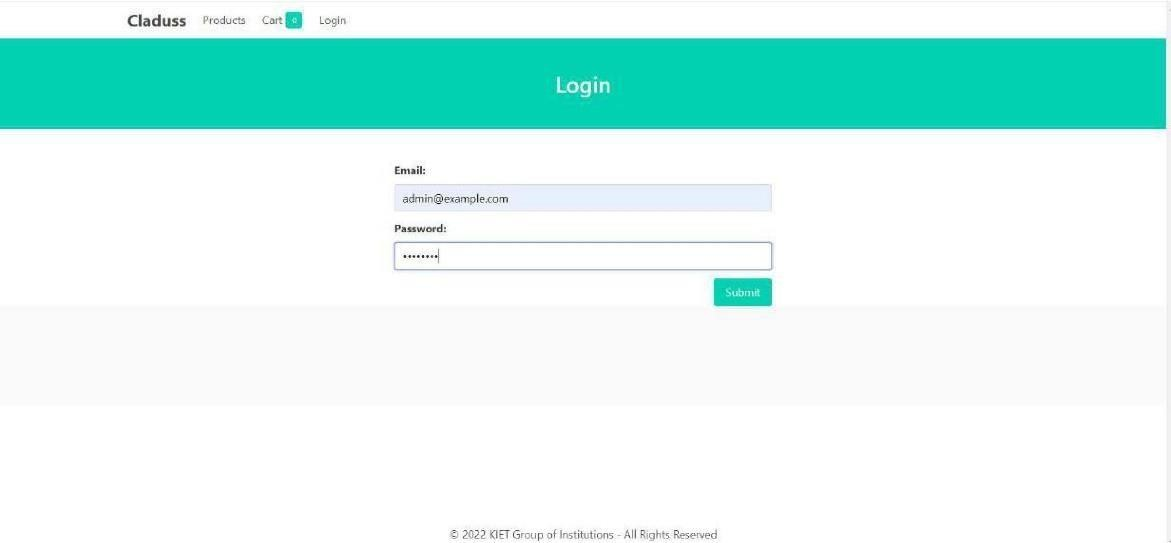 Claduss Products Cart 0 Login
Login
Email:
admin@example.com
Password:
••••••••
Submit
© 2022 KIET Group of Institutions - All Rights Reserved